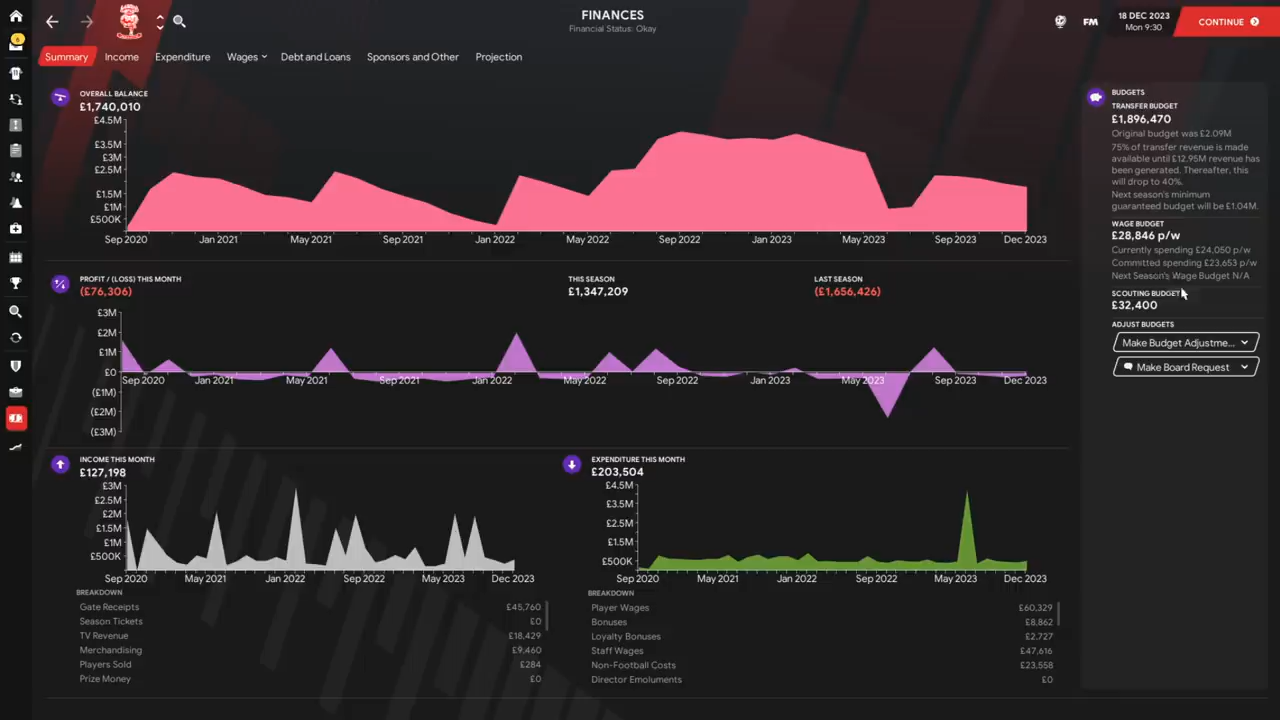 FINANCES
Financial Status: Okay
6
FM
18 DEC 2023
Mon 9:30
CONTINUE
Summary
Income
Expenditure
Wages
Debt and Loans
Sponsors and Other
Projection
OVERALL BALANCE
£1,740,010
£4.5M
£3.5M
£3M
£2.5M
£1.5M
£1M
£500K
Sep 2020 Jan 2021 May 2021 Sep 2021 Jan 2022 May 2022 Sep 2022 Jan 2023 May 2023 Sep 2023 Dec 2023
PROFIT / (LOSS) THIS MONTH
(£76,306)
THIS SEASON
£1,347,209
LAST SEASON
(£1,656,426)
£3M
£2M
£1M
£0
(£1M)
(£2M)
(£3M)
Sep 2020 Jan 2021 May 2021 Sep 2021 Jan 2022 May 2022 Sep 2022 Jan 2023 May 2023 Sep 2023 Dec 2023
INCOME THIS MONTH
£127,198
£3M
£2.5M
£2M
£1.5M
£1M
£500K
Sep 2020 May 2021 Jan 2022 Sep 2022 May 2023 Dec 2023
BREAKDOWN
Gate Receipts £45,760
Season Tickets £0
TV Revenue £18,429
Merchandising £9,460
Players Sold £284
Prize Money £0
EXPENDITURE THIS MONTH
£203,504
£4.5M
£3.5M
£2.5M
£1.5M
£500K
Sep 2020 May 2021 Jan 2022 Sep 2022 May 2023 Dec 2023
BREAKDOWN
Player Wages £60,329
Bonuses £8,862
Loyalty Bonuses £2,727
Staff Wages £47,616
Non-Football Costs £23,558
Director Emoluments £0
BUDGETS
TRANSFER BUDGET
£1,896,470
Original budget was £2.09M
75% of transfer revenue is made
available until £12.95M revenue has
been generated. Thereafter, this
will drop to 40%.
Next season's minimum
guaranteed budget will be £1.04M.
WAGE BUDGET
£28,846 p/w
Currently spending £24,050 p/w
Committed spending £23,653 p/w
Next Season's Wage Budget N/A
SCOUTING BUDGET
£32,400
ADJUST BUDGETS
Make Budget Adjustme...
Make Board Request